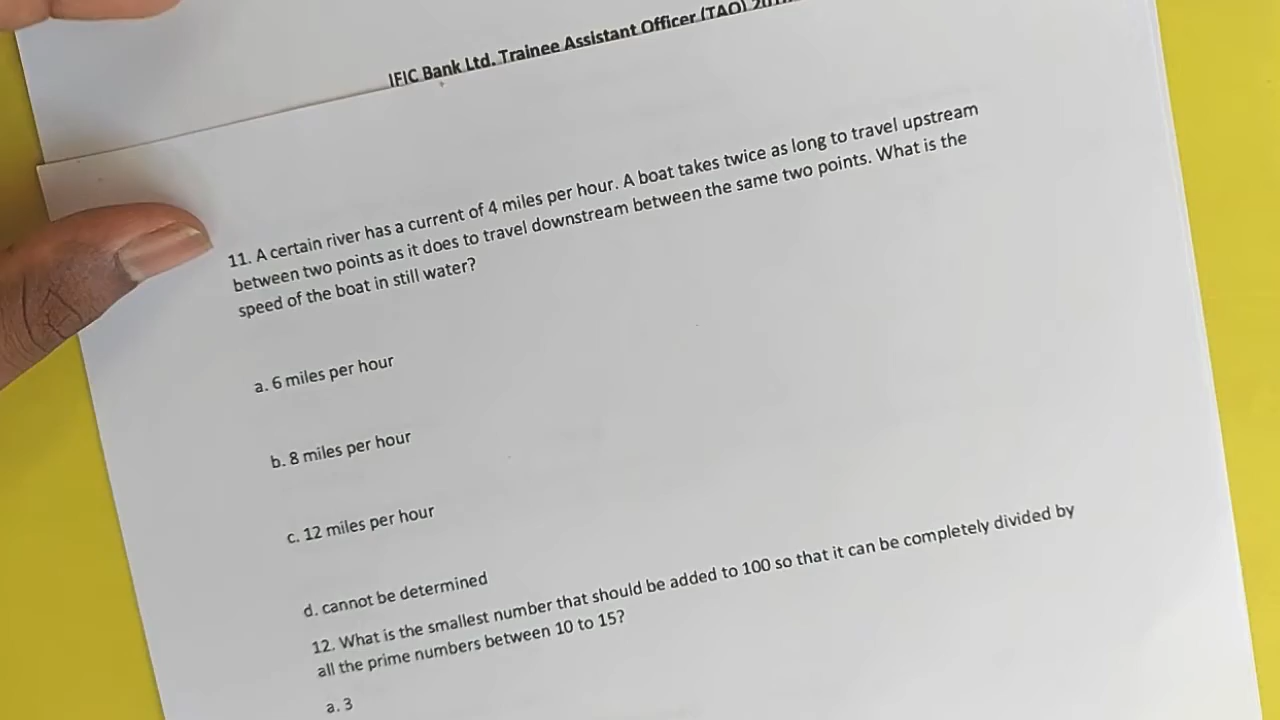 IFIC Bank Ltd. Trainee Assistant Officer (TAO)
11. A certain river has a current of 4 miles per hour. A boat takes twice as long to travel upstream
between two points as it does to travel downstream between the same two points. What is the
speed of the boat in still water?
a. 6 miles per hour
b. 8 miles per hour
c. 12 miles per hour
d. cannot be determined
12. What is the smallest number that should be added to 100 so that it can be completely divided by
all the prime numbers between 10 to 15?
a. 3